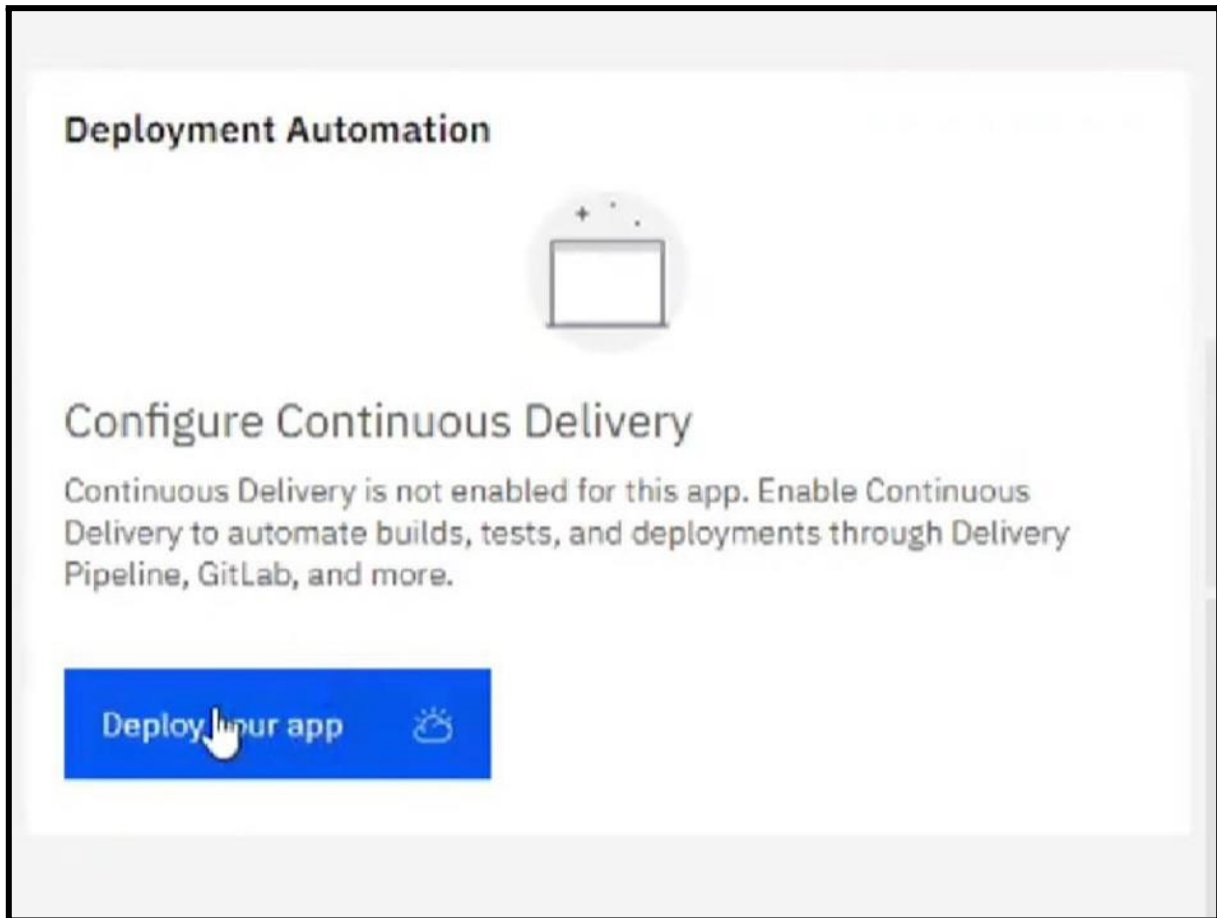 Deployment Automation
Configure Continuous Delivery
Continuous Delivery is not enabled for this app. Enable Continuous
Delivery to automate builds, tests, and deployments through Delivery
Pipeline, GitLab, and more.
Deploy your app